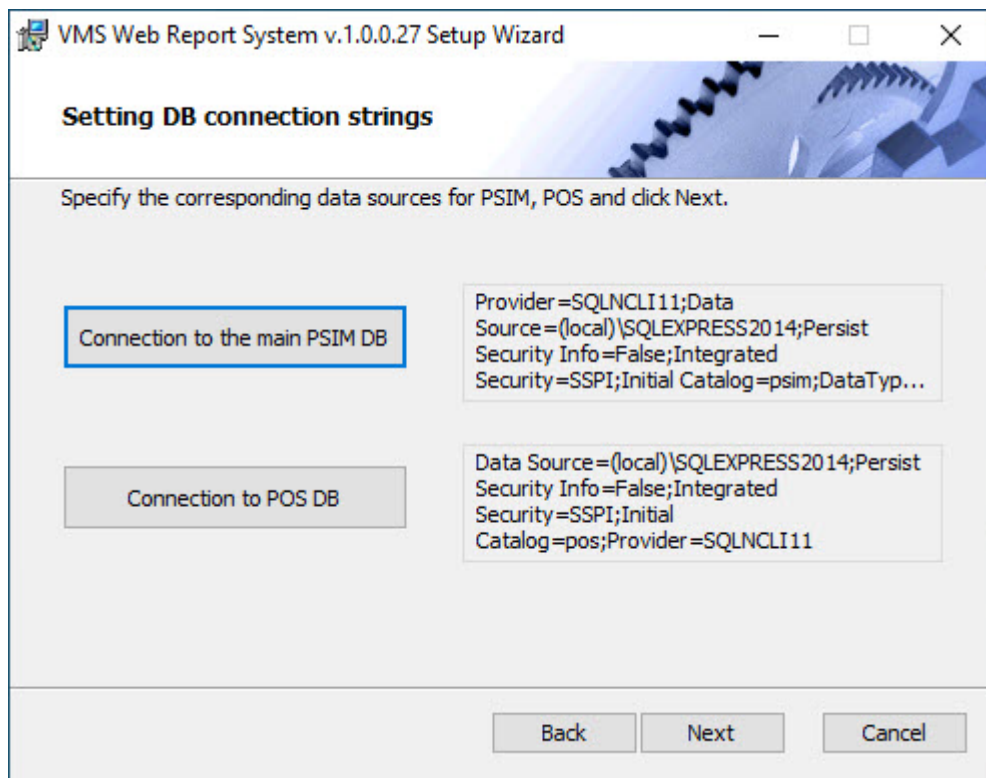 VMS Web Report System v.1.0.0.27 Setup Wizard
Setting DB connection strings
Specify the corresponding data sources for PSIM, POS and click Next.
Connection to the main PSIM DB
Provider=SQLNCLI11;Data
Source=(local)\SQLEXPRESS2014;Persist
Security Info=False;Integrated
Security=SSPI;Initial Catalog=psim;DataTyp...
Connection to POS DB
Data Source=(local)\SQLEXPRESS2014;Persist
Security Info=False;Integrated
Security=SSPI;Initial
Catalog=pos;Provider=SQLNCLI11
Back
Next
Cancel